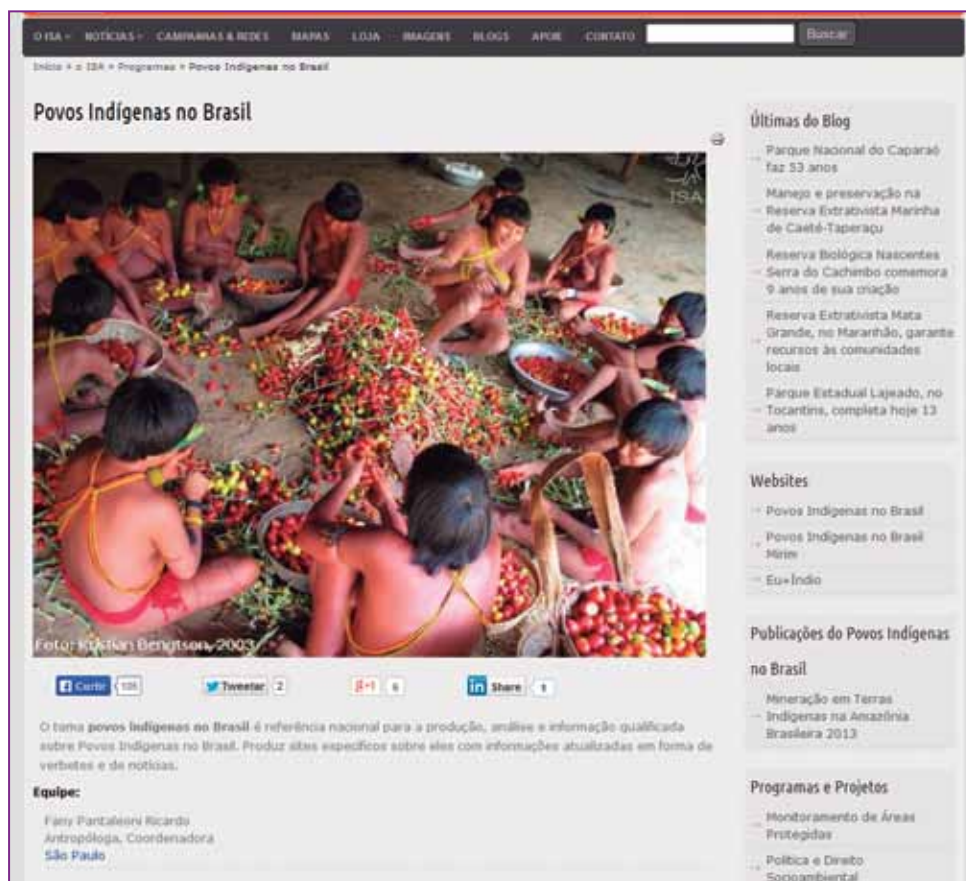 O ISA NOTÍCIAS CAMPANHAS & REDES MAPAS LOJA IMAGENS BLOGS APOIE CONTATO Buscar
Início » o ISA » Programas » Povos Indígenas no Brasil
Povos Indígenas no Brasil
ISA
Foto: Kristian Bengtson, 2003
Curtir 105 Tweetar 2 g+1 6 in Share 1
O tema povos indígenas no Brasil é referência nacional para a produção, análise e informação qualificada
sobre Povos Indígenas no Brasil. Produz sites específicos sobre eles com informações atualizadas em forma de
verbetes e de notícias.
Equipe:
Fany Pantaleoni Ricardo
Antropóloga, Coordenadora
São Paulo
Últimas do Blog
Parque Nacional do Caparaó
faz 53 anos
Manejo e preservação na
Reserva Extrativista Marinha
de Caeté-Taperaçu
Reserva Biológica Nascentes
Serra do Cachimbo comemora
9 anos de sua criação
Reserva Extrativista Mata
Grande, no Maranhão, garante
recursos às comunidades
locais
Parque Estadual Lajeado, no
Tocantins, completa hoje 13
anos
Websites
Povos Indígenas no Brasil
Povos Indígenas no Brasil
Mirim
Eu+Índio
Publicações do Povos Indígenas
no Brasil
Mineração em Terras
Indígenas na Amazônia
Brasileira 2013
Programas e Projetos
Monitoramento de Áreas
Protegidas
Política e Direito
Socioambiental